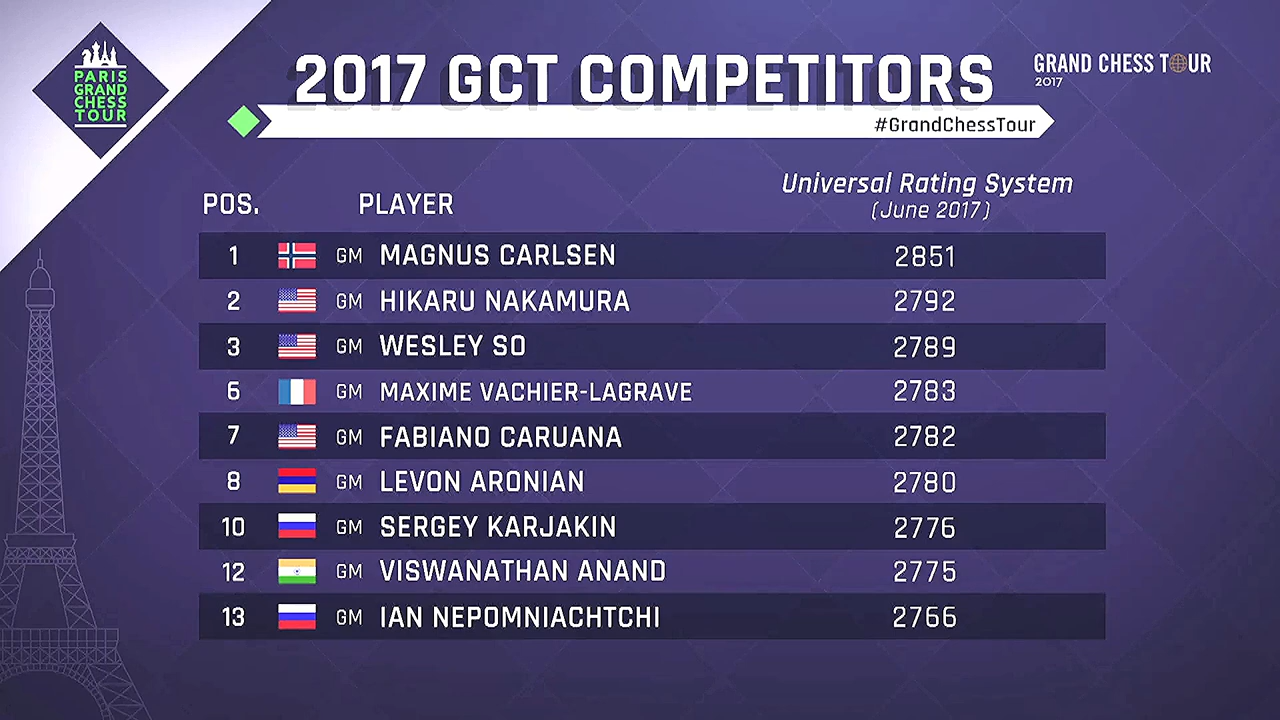 PARIS
GRAND
CHESS
TOUR
2017 GCT COMPETITORS
#GrandChessTour
GRAND CHESS TOUR
2017
POS. PLAYER Universal Rating System
(June 2017)
1 GM MAGNUS CARLSEN 2851
2 GM HIKARU NAKAMURA 2792
3 GM WESLEY SO 2789
6 GM MAXIME VACHIER-LAGRAVE 2783
7 GM FABIANO CARUANA 2782
8 GM LEVON ARONIAN 2780
10 GM SERGEY KARJAKIN 2776
12 GM VISWANATHAN ANAND 2775
13 GM IAN NEPOMNIACHTCHI 2766